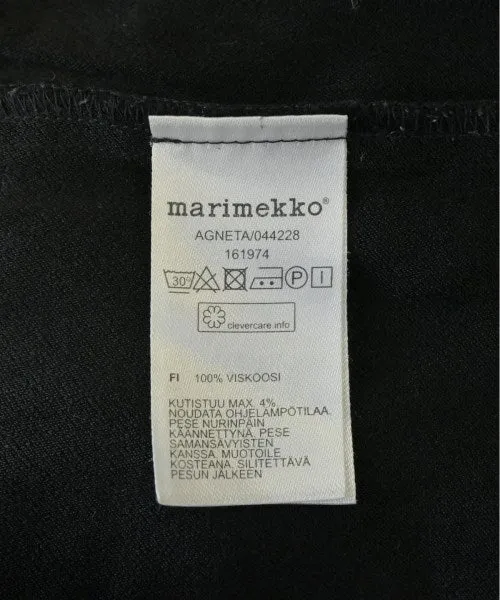 marimekko®
AGNETA/044228
161974
30° P I
clevercare.info
FI 100% VISKOOSI
KUTISTUU MAX. 4%.
NOUDATA OHJELÄMPÖTILAA.
PESE NURINPÄIN
KÄÄNNETTYNÄ, PESE
SAMANSÄVYISTEN
KANSSA. MUOTOILE
KOSTEANA. SILITETTÄVÄ
PESUN JÄLKEEN